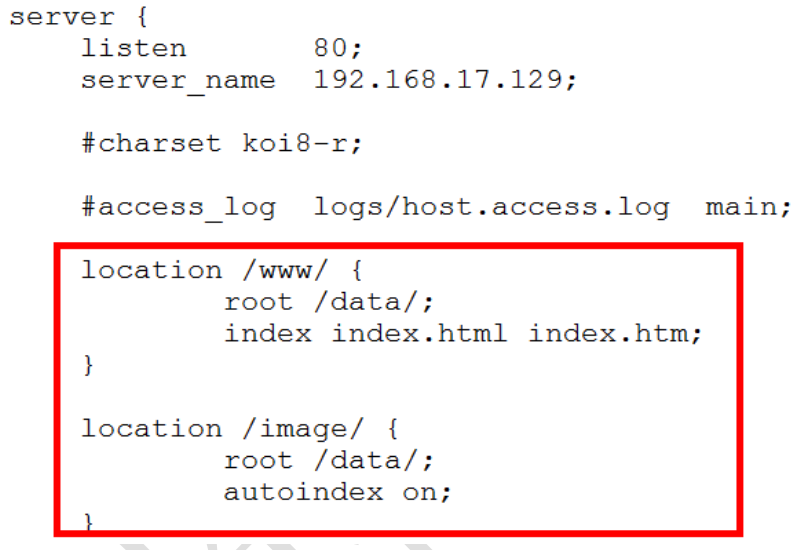 server {
    listen       80;
    server_name  192.168.17.129;
    #charset koi8-r;
    #access_log  logs/host.access.log  main;
    location /www/ {
            root /data/;
            index index.html index.htm;
    }
    location /image/ {
            root /data/;
            autoindex on;
    }